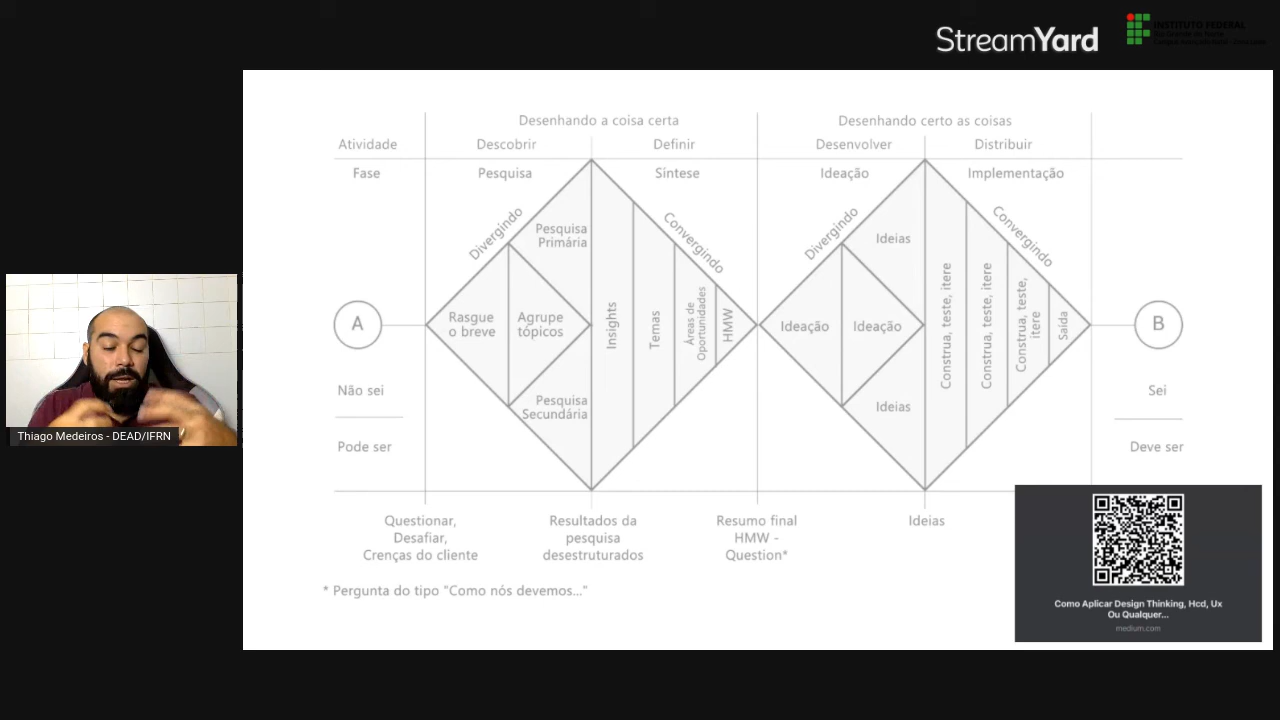 StreamYard
INSTITUTO FEDERAL
Rio Grande do Norte
Desenhando a coisa certa
Desenhando certo as coisas
Atividade
Descobrir
Definir
Desenvolver
Distribuir
Fase
Pesquisa
Síntese
Ideação
Implementação
Divergindo
Pesquisa
Primária
Convergindo
Divergindo
Ideias
Convergindo
A
Rasgue
o breve
Agrupe
tópicos
Insights
Temas
Áreas de
Oportunidades
HMW
Ideação
Ideação
Construa, teste, itere
Construa, teste, itere
Construa, teste,
itere
Saída
B
Não sei
Pesquisa
Secundária
Ideias
Sei
Pode ser
Deve ser
Thiago Medeiros - DEAD/IFRN
Questionar,
Desafiar,
Crenças do cliente
Resultados da
pesquisa
desestruturados
Resumo final
HMW -
Question*
Ideias
* Pergunta do tipo "Como nós devemos..."
Como Aplicar Design Thinking, Hcd, Ux
Ou Qualquer...
medium.com